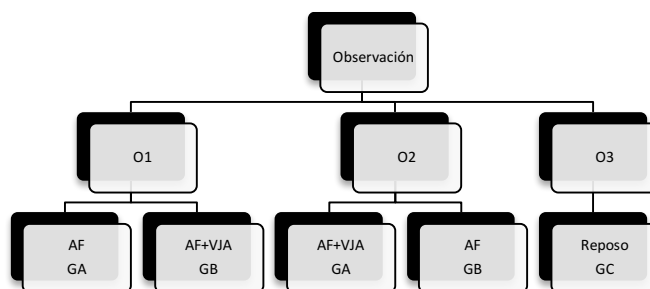 Observación
O1
O2
O3
AF
GA
AF+VJA
GB
AF+VJA
GA
AF
GB
Reposo
GC